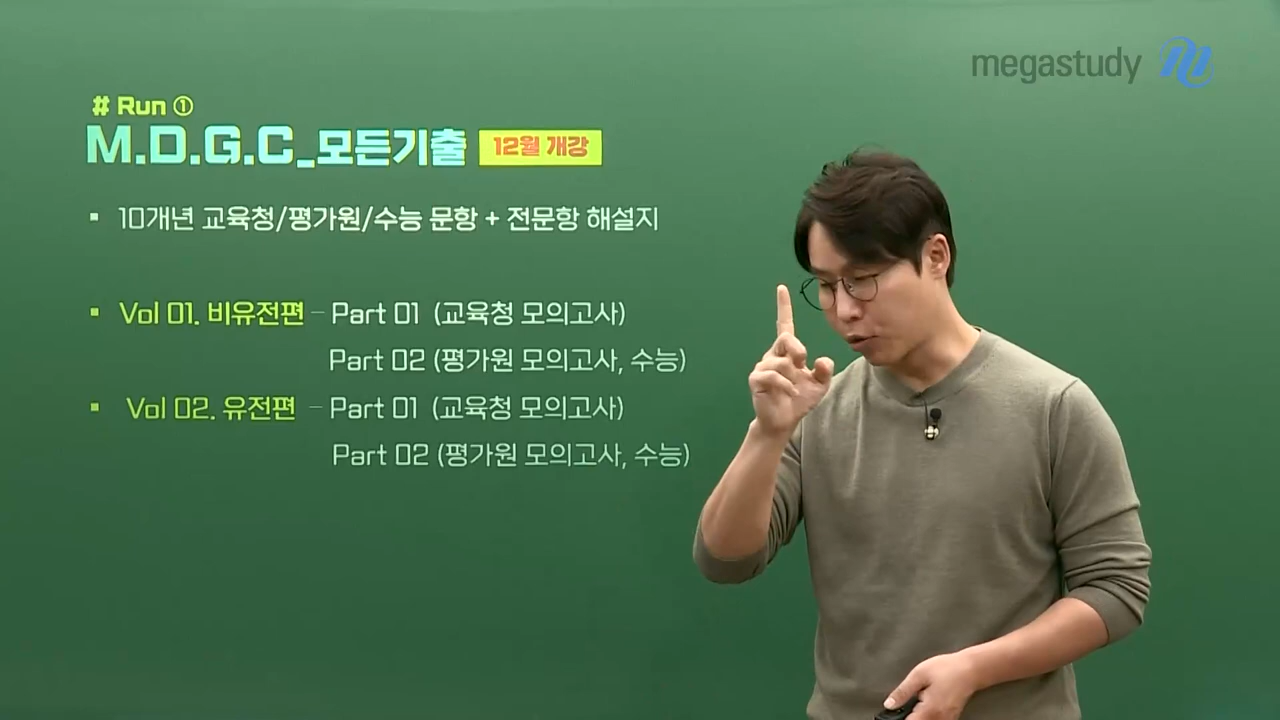 megastudy
# Run ①
M.D.G.C_모든기출 12월 개강
▪ 10개년 교육청/평가원/수능 문항 + 전문항 해설지
▪ Vol 01. 비유전편 – Part 01 (교육청 모의고사)
Part 02 (평가원 모의고사, 수능)
▪ Vol 02. 유전편 – Part 01 (교육청 모의고사)
Part 02 (평가원 모의고사, 수능)